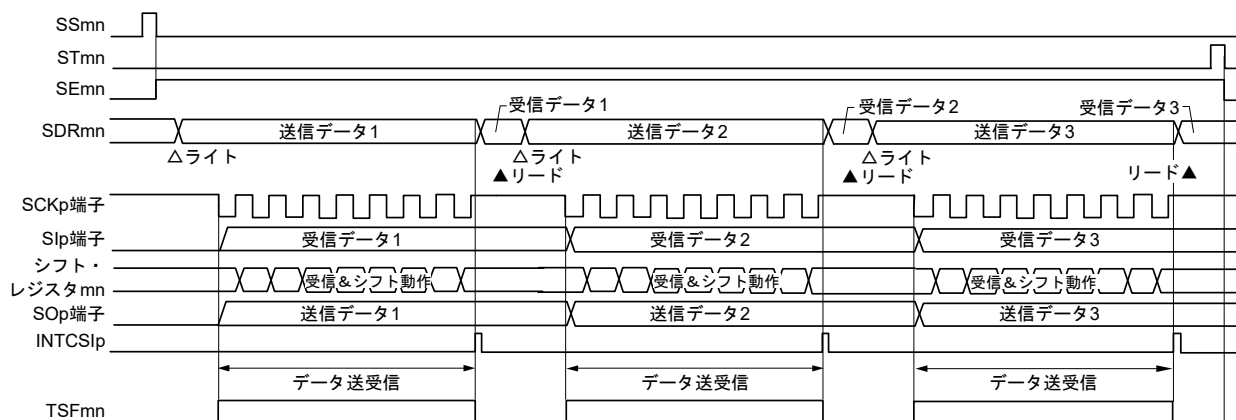 SSmn
STmn
SEmn
受信データ1
受信データ2
受信データ3
SDRmn
送信データ1
送信データ2
送信データ3
△ライト
△ライト
△ライト
▲リード
▲リード
リード▲
SCKp端子
SIp端子
受信データ1
受信データ2
受信データ3
シフト・
レジスタmn
受信&シフト動作
受信&シフト動作
受信&シフト動作
SOp端子
送信データ1
送信データ2
送信データ3
INTCSIp
データ送受信
データ送受信
データ送受信
TSFmn